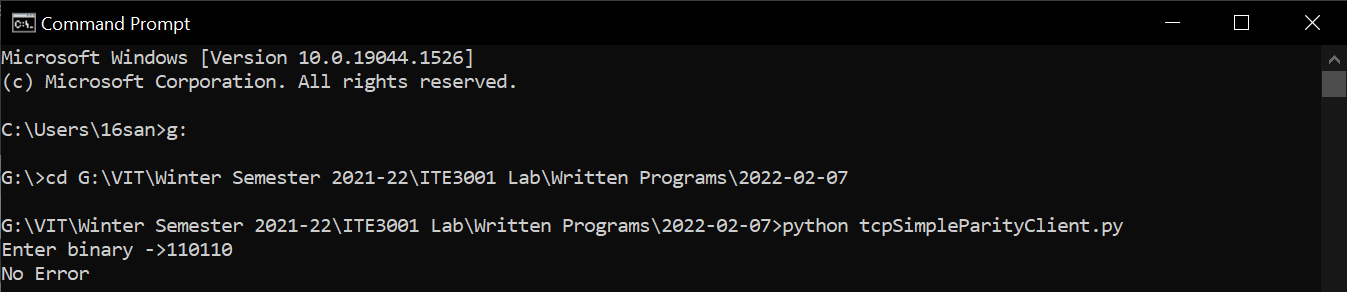 Command Prompt
Microsoft Windows [Version 10.0.19044.1526]
(c) Microsoft Corporation. All rights reserved.
C:\Users\16san>g:
G:\>cd G:\VIT\Winter Semester 2021-22\ITE3001 Lab\Written Programs\2022-02-07
G:\VIT\Winter Semester 2021-22\ITE3001 Lab\Written Programs\2022-02-07>python tcpSimpleParityClient.py
Enter binary ->110110
No Error